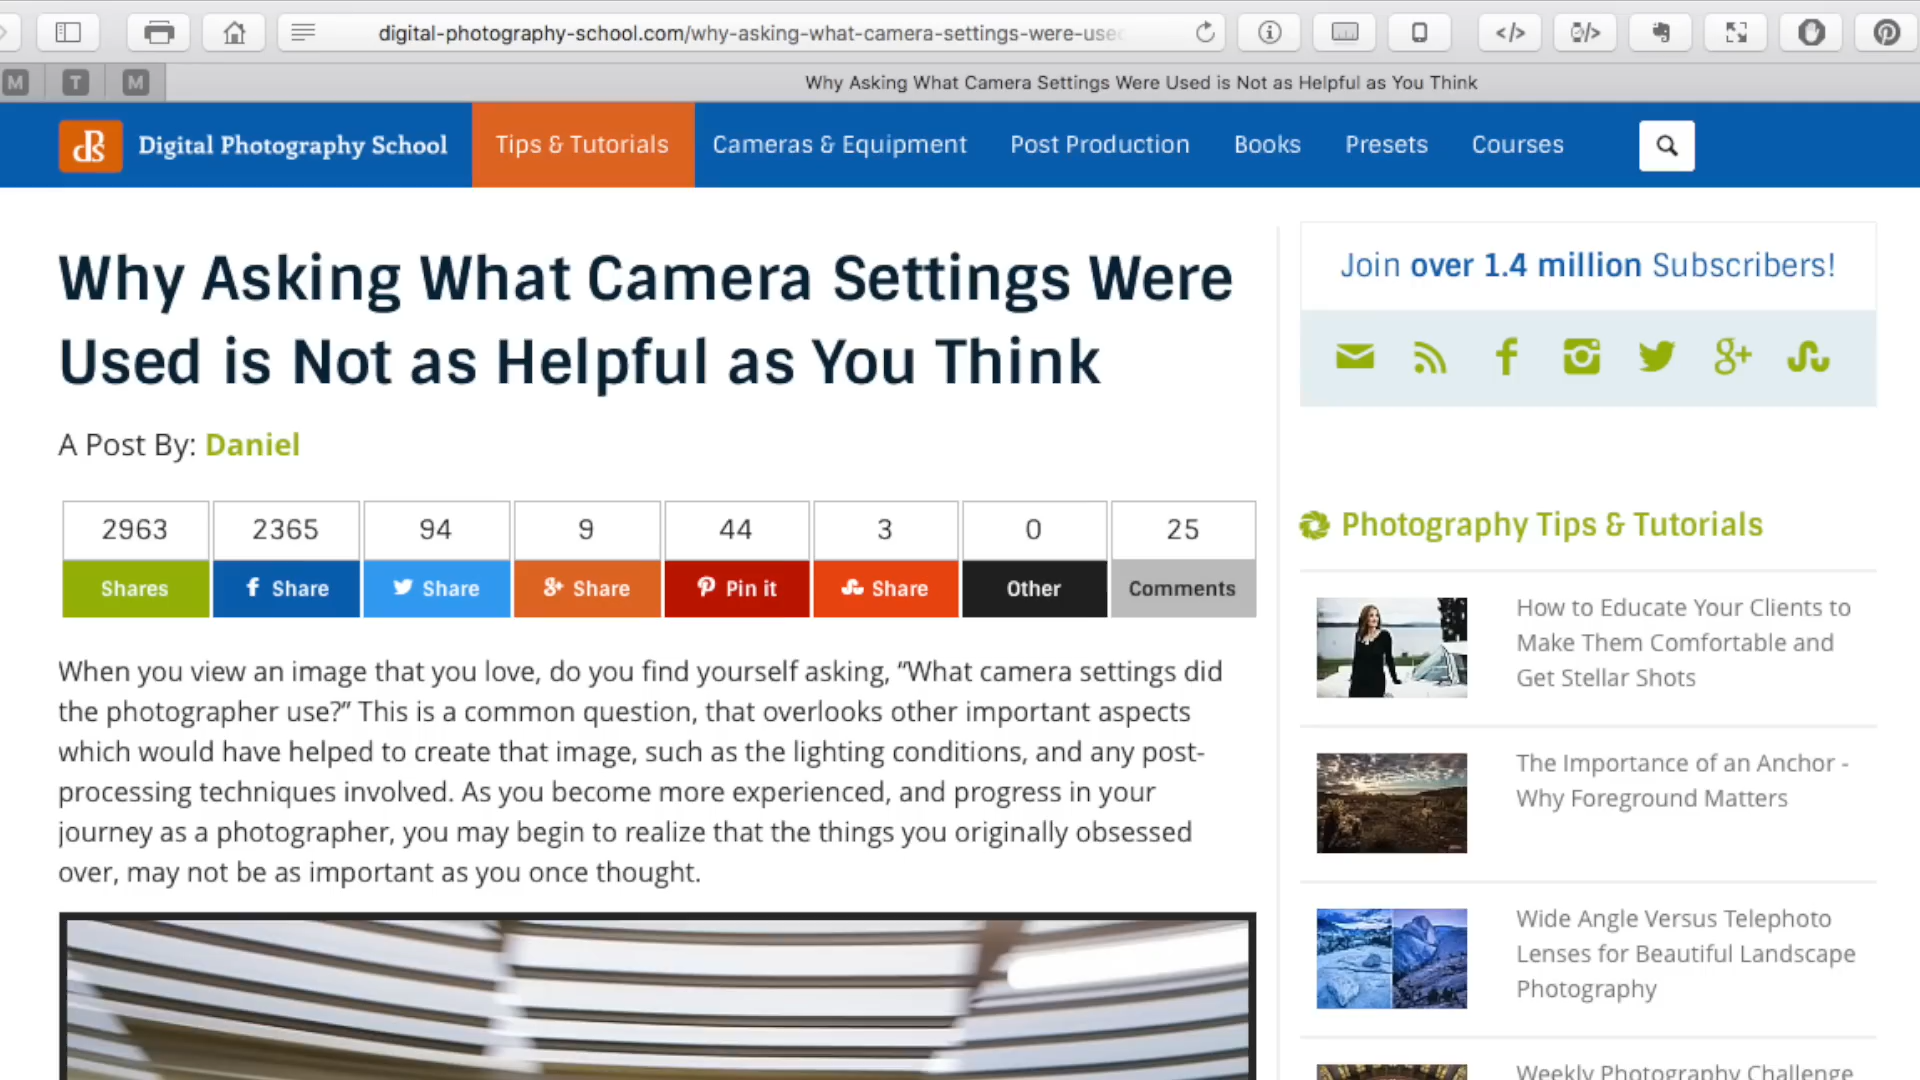 digital-photography-school.com/why-asking-what-camera-settings-were-used
M
T
M
Why Asking What Camera Settings Were Used is Not as Helpful as You Think
dPS
Digital Photography School
Tips & Tutorials
Cameras & Equipment
Post Production
Books
Presets
Courses
Why Asking What Camera Settings Were
Used is Not as Helpful as You Think
A Post By: Daniel
2963
2365
94
9
44
3
0
25
Shares
Share
Share
Share
Pin it
Share
Other
Comments
When you view an image that you love, do you find yourself asking, “What camera settings did
the photographer use?” This is a common question, that overlooks other important aspects
which would have helped to create that image, such as the lighting conditions, and any post-
processing techniques involved. As you become more experienced, and progress in your
journey as a photographer, you may begin to realize that the things you originally obsessed
over, may not be as important as you once thought.
Join over 1.4 million Subscribers!
Photography Tips & Tutorials
How to Educate Your Clients to
Make Them Comfortable and
Get Stellar Shots
The Importance of an Anchor -
Why Foreground Matters
Wide Angle Versus Telephoto
Lenses for Beautiful Landscape
Photography
Weekly Photography Challenge